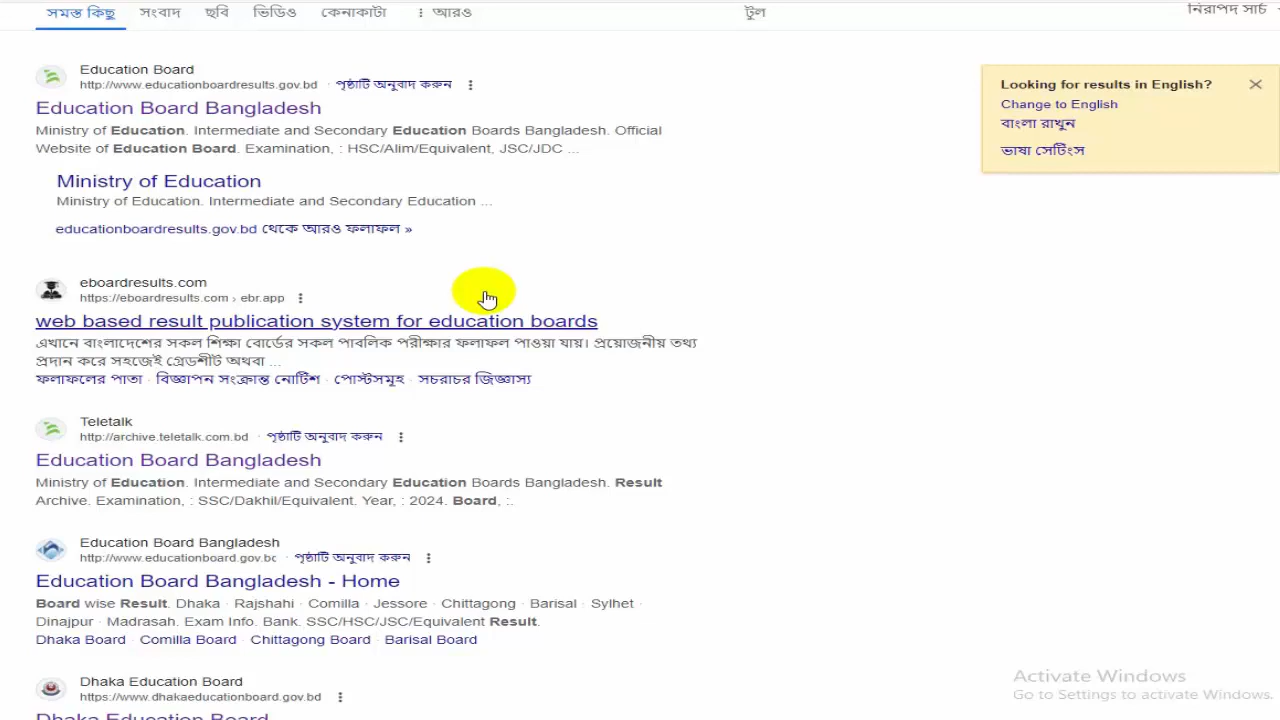 সমস্ত কিছু সংবাদ ছবি ভিডিও কেনাকাটা ⋮ আরও টুল নিরাপদ সার্চ
Education Board
http://www.educationboardresults.gov.bd · পৃষ্ঠাটি অনুবাদ করুন
Education Board Bangladesh
Ministry of Education. Intermediate and Secondary Education Boards Bangladesh. Official
Website of Education Board. Examination, : HSC/Alim/Equivalent, JSC/JDC ...
Ministry of Education
Ministry of Education. Intermediate and Secondary Education ...
educationboardresults.gov.bd থেকে আরও ফলাফল »
Looking for results in English?
Change to English
বাংলা রাখুন
ভাষা সেটিংস
eboardresults.com
https://eboardresults.com › ebr.app
web based result publication system for education boards
এখানে বাংলাদেশের সকল শিক্ষা বোর্ডের সকল পাবলিক পরীক্ষার ফলাফল পাওয়া যায়। প্রয়োজনীয় তথ্য
প্রদান করে সহজেই গ্রেডশীট অথবা ...
ফলাফলের পাতা · বিজ্ঞাপন সংক্রান্ত নোটিশ · পোস্টসমূহ · সচরাচর জিজ্ঞাস্য
Teletalk
http://archive.teletalk.com.bd · পৃষ্ঠাটি অনুবাদ করুন
Education Board Bangladesh
Ministry of Education. Intermediate and Secondary Education Boards Bangladesh. Result
Archive. Examination, : SSC/Dakhil/Equivalent. Year, : 2024. Board, :.
Education Board Bangladesh
http://www.educationboard.gov.bc · পৃষ্ঠাটি অনুবাদ করুন
Education Board Bangladesh - Home
Board wise Result. Dhaka · Rajshahi · Comilla · Jessore · Chittagong · Barisal · Sylhet ·
Dinajpur · Madrasah. Exam Info. Bank. SSC/HSC/JSC/Equivalent Result.
Dhaka Board · Comilla Board · Chittagong Board · Barisal Board
Dhaka Education Board
https://www.dhakaeducationboard.gov.bd
Dhaka Education Board
Activate Windows
Go to Settings to activate Windows.